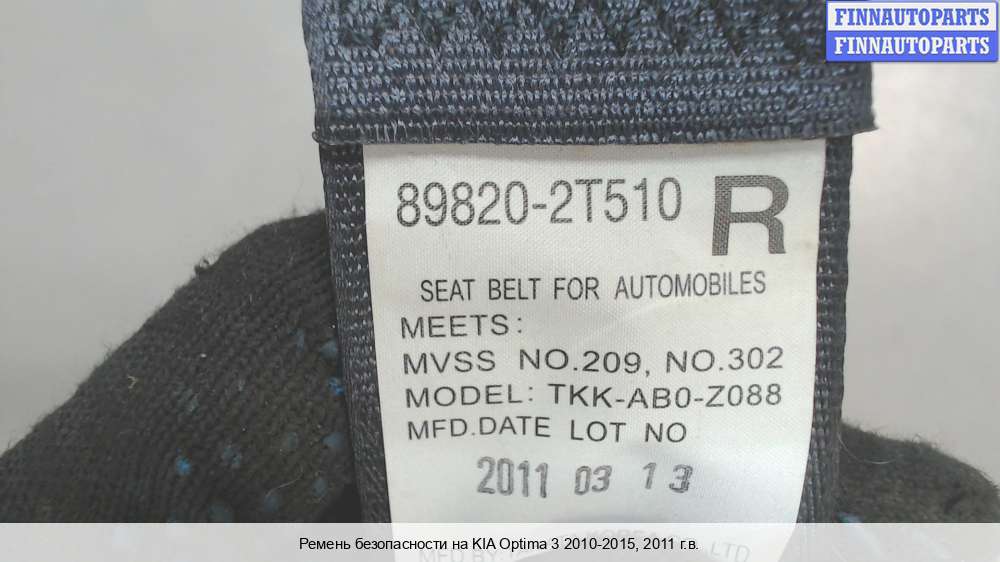 FINNAUTOPARTS
FINNAUTOPARTS
89820-2T510 R
SEAT BELT FOR AUTOMOBILES
MEETS:
MVSS NO.209, NO.302
MODEL: TKK-AB0-Z088
MFD.DATE LOT NO
2011 03 13
LTD
Ремень безопасности на KIA Optima 3 2010-2015, 2011 г.в.